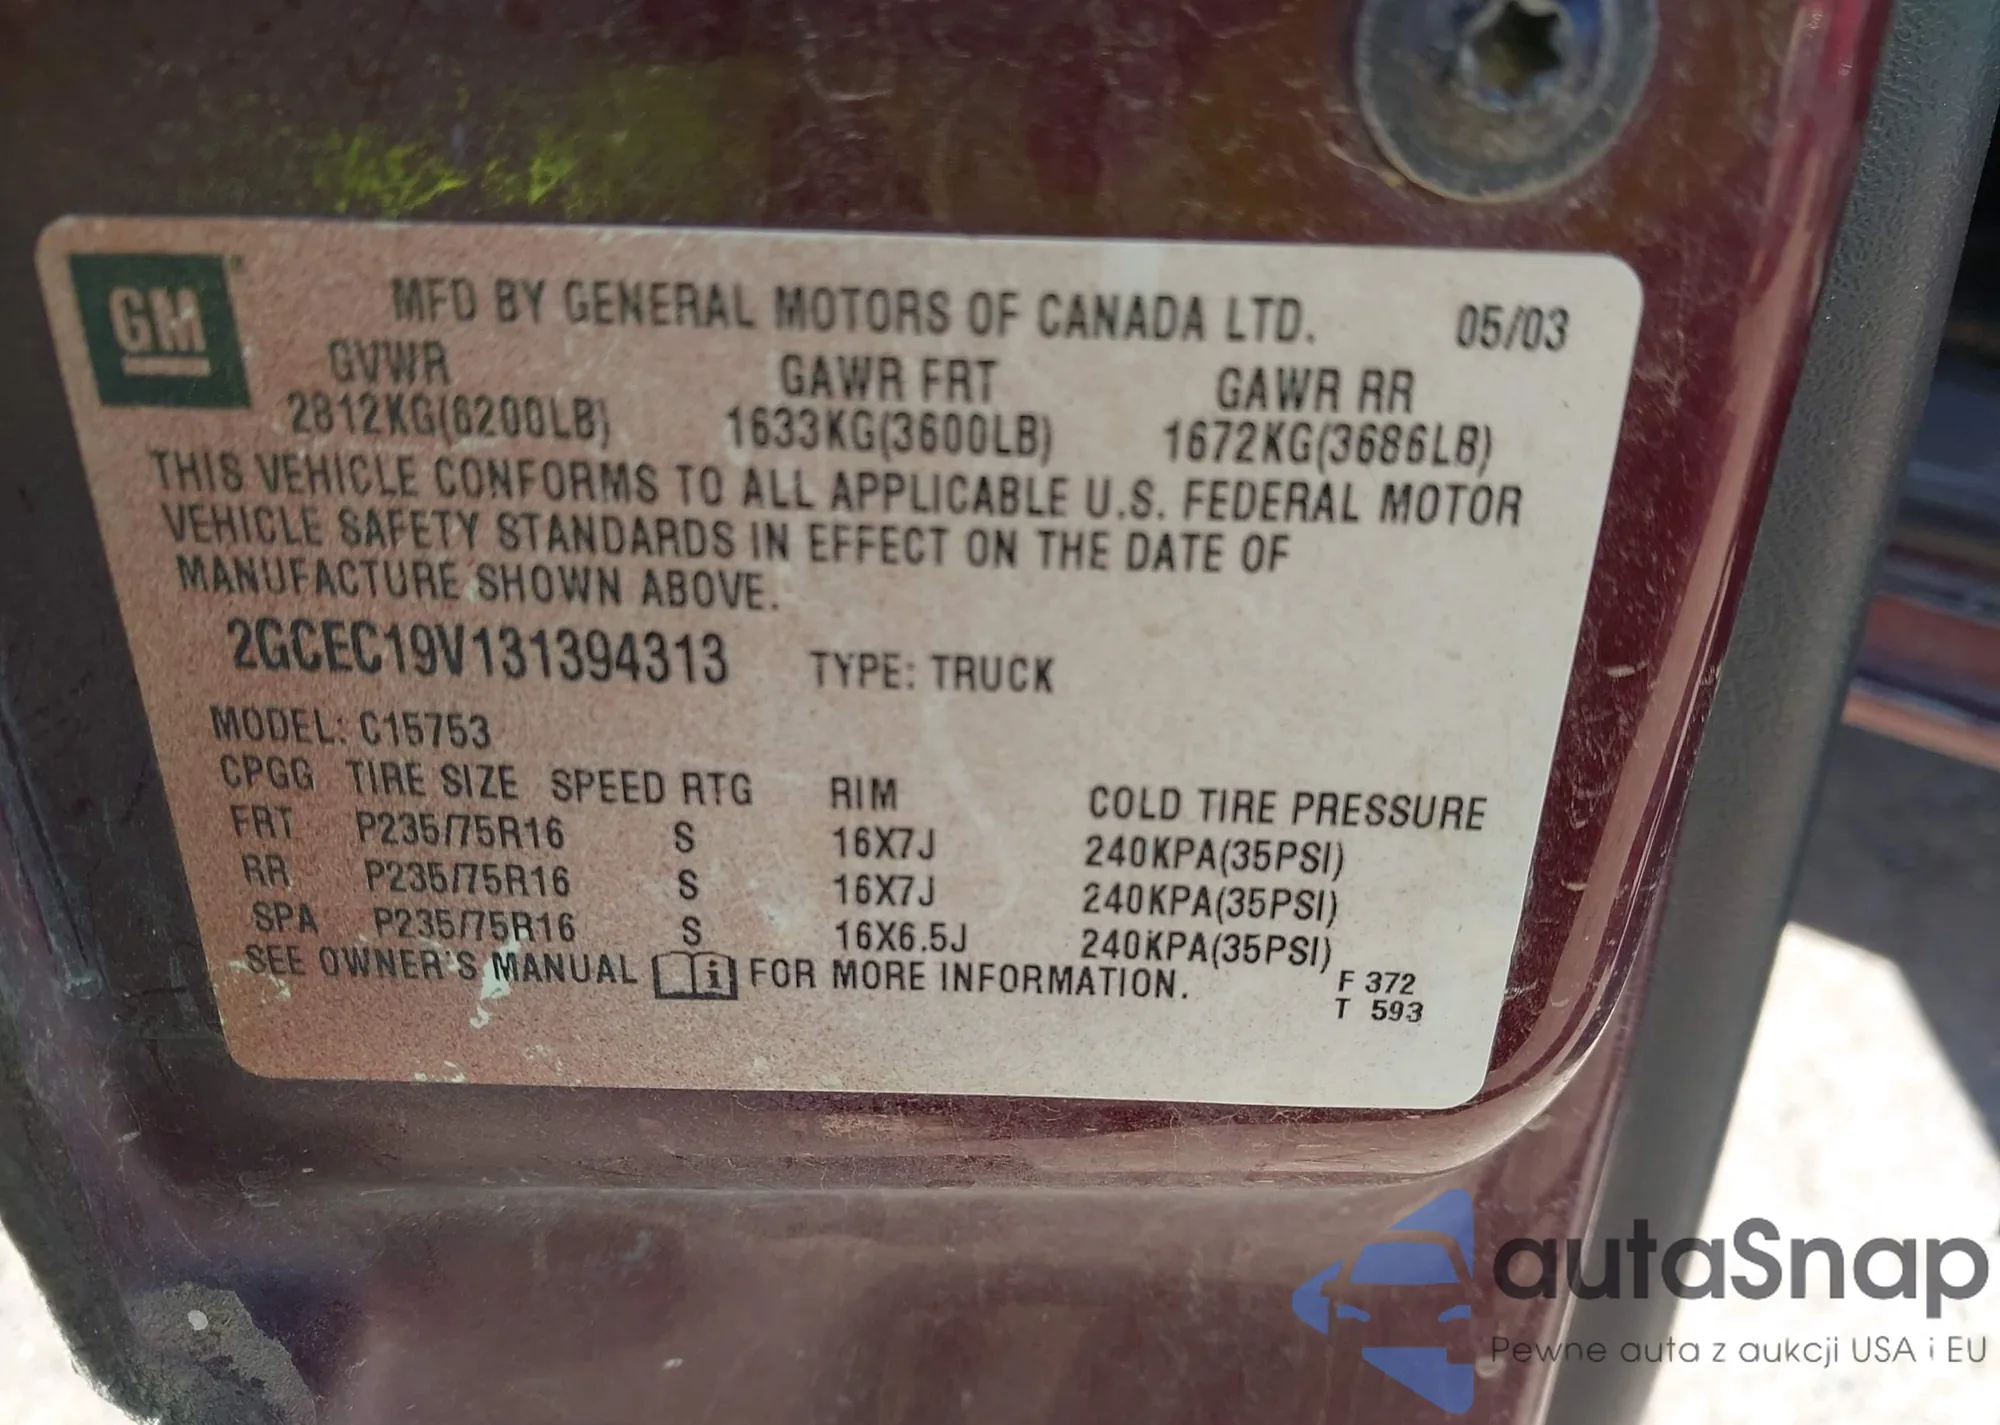 GM
MFD BY GENERAL MOTORS OF CANADA LTD. 05/03
GVWR GAWR FRT GAWR RR
2812KG(6200LB) 1633KG(3600LB) 1672KG(3686LB)
THIS VEHICLE CONFORMS TO ALL APPLICABLE U.S. FEDERAL MOTOR
VEHICLE SAFETY STANDARDS IN EFFECT ON THE DATE OF
MANUFACTURE SHOWN ABOVE.
2GCEC19V131394313 TYPE: TRUCK
MODEL: C15753
CPGG TIRE SIZE SPEED RTG RIM COLD TIRE PRESSURE
FRT P235/75R16 S 16X7J 240KPA(35PSI)
RR P235/75R16 S 16X7J 240KPA(35PSI)
SPA P235/75R16 S 16X6.5J 240KPA(35PSI)
SEE OWNER'S MANUAL i FOR MORE INFORMATION.
F 372
T 593
autaSnap
Pewne auta z aukcji USA i EU